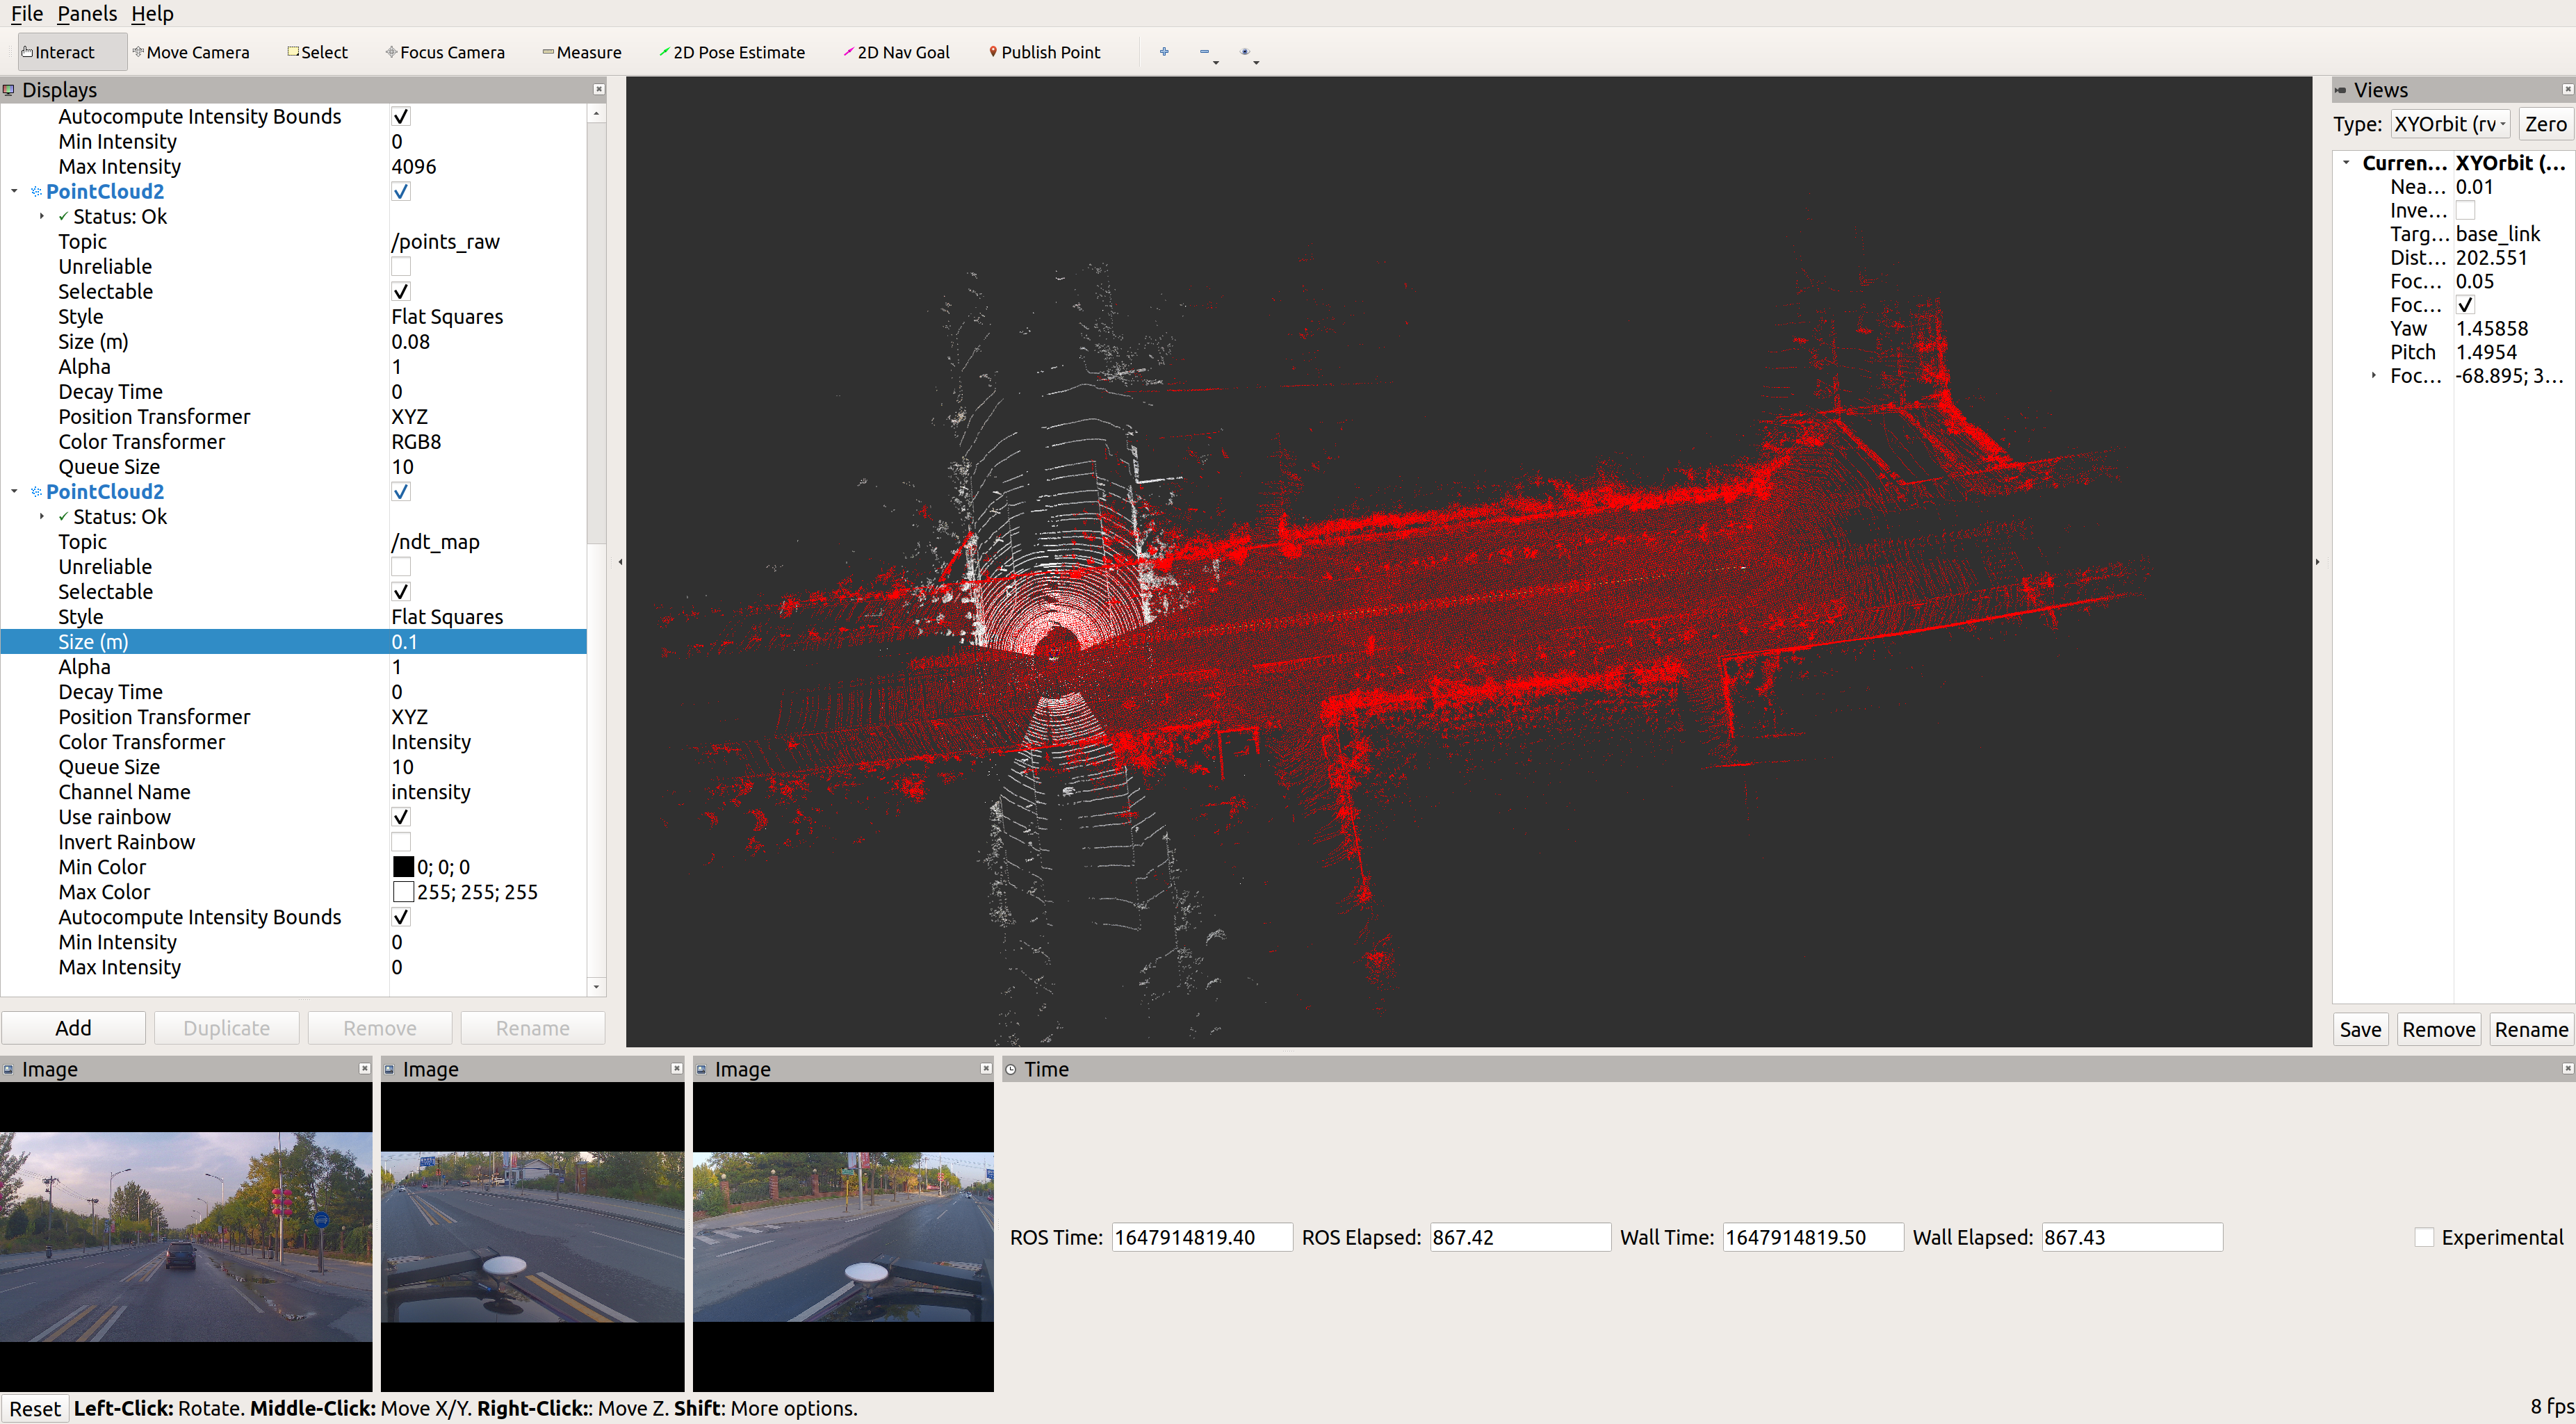 File Panels Help
Interact Move Camera Select Focus Camera Measure 2D Pose Estimate 2D Nav Goal Publish Point
Displays
Autocompute Intensity Bounds
Min Intensity 0
Max Intensity 4096
PointCloud2
Status: Ok
Topic /points_raw
Unreliable
Selectable
Style Flat Squares
Size (m) 0.08
Alpha 1
Decay Time 0
Position Transformer XYZ
Color Transformer RGB8
Queue Size 10
PointCloud2
Status: Ok
Topic /ndt_map
Unreliable
Selectable
Style Flat Squares
Size (m) 0.1
Alpha 1
Decay Time 0
Position Transformer XYZ
Color Transformer Intensity
Queue Size 10
Channel Name intensity
Use rainbow
Invert Rainbow
Min Color 0; 0; 0
Max Color 255; 255; 255
Autocompute Intensity Bounds
Min Intensity 0
Max Intensity 0
Add Duplicate Remove Rename
Views
Type: XYOrbit (rv Zero
Curren... XYOrbit (...
Nea... 0.01
Inve...
Targ... base_link
Dist... 202.551
Foc... 0.05
Foc...
Yaw 1.45858
Pitch 1.4954
Foc... -68.895; 3...
Save Remove Rename
Image
Image
Image
Time
ROS Time: 1647914819.40 ROS Elapsed: 867.42 Wall Time: 1647914819.50 Wall Elapsed: 867.43 Experimental
Reset Left-Click: Rotate. Middle-Click: Move X/Y. Right-Click:: Move Z. Shift: More options.
8 fps